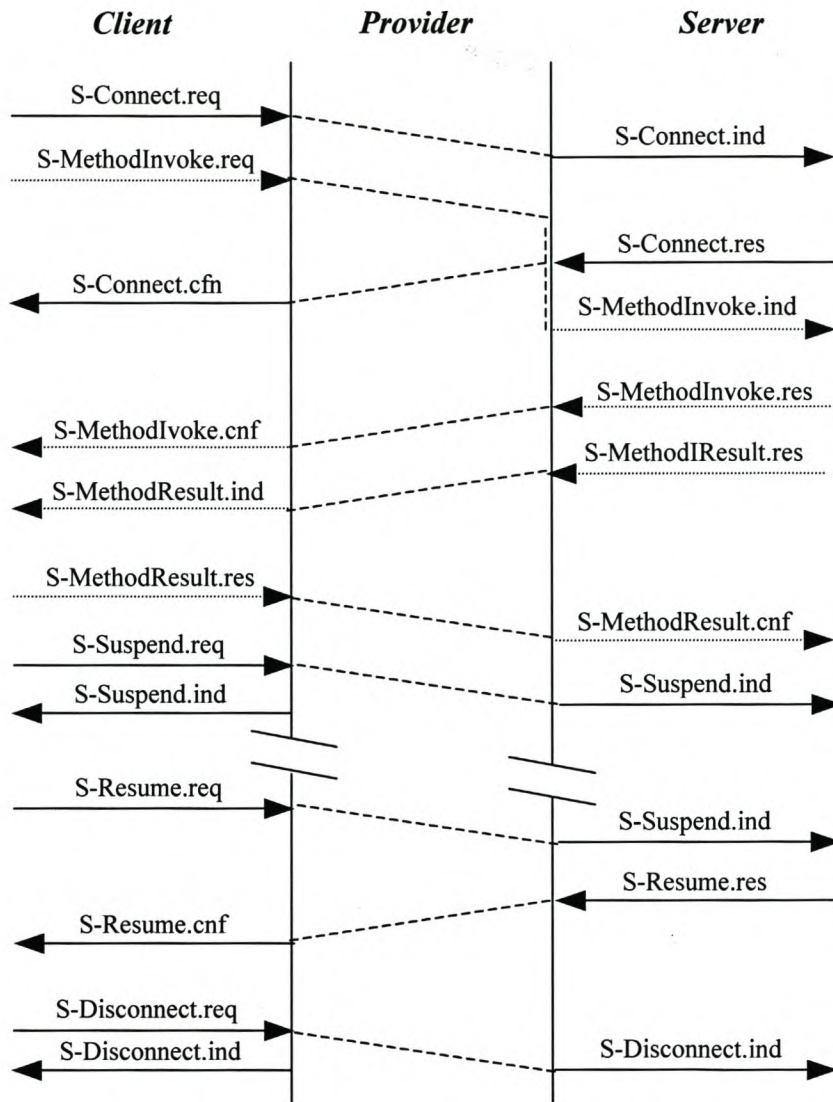 Client Provider Server
S-Connect.req
S-Connect.ind
S-MethodInvoke.req
S-Connect.res
S-Connect.cfn
S-MethodInvoke.ind
S-MethodInvoke.res
S-MethodIvoke.cnf
S-MethodIResult.res
S-MethodResult.ind
S-MethodResult.res
S-MethodResult.cnf
S-Suspend.req
S-Suspend.ind
S-Suspend.ind
S-Resume.req
S-Suspend.ind
S-Resume.res
S-Resume.cnf
S-Disconnect.req
S-Disconnect.ind
S-Disconnect.ind